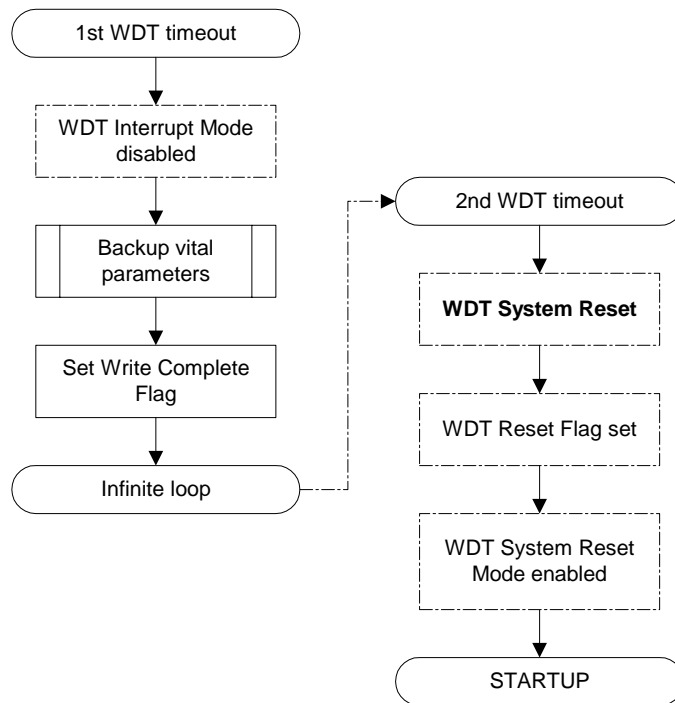 1st WDT timeout
WDT Interrupt Mode
disabled
Backup vital
parameters
Set Write Complete
Flag
Infinite loop
2nd WDT timeout
WDT System Reset
WDT Reset Flag set
WDT System Reset
Mode enabled
STARTUP